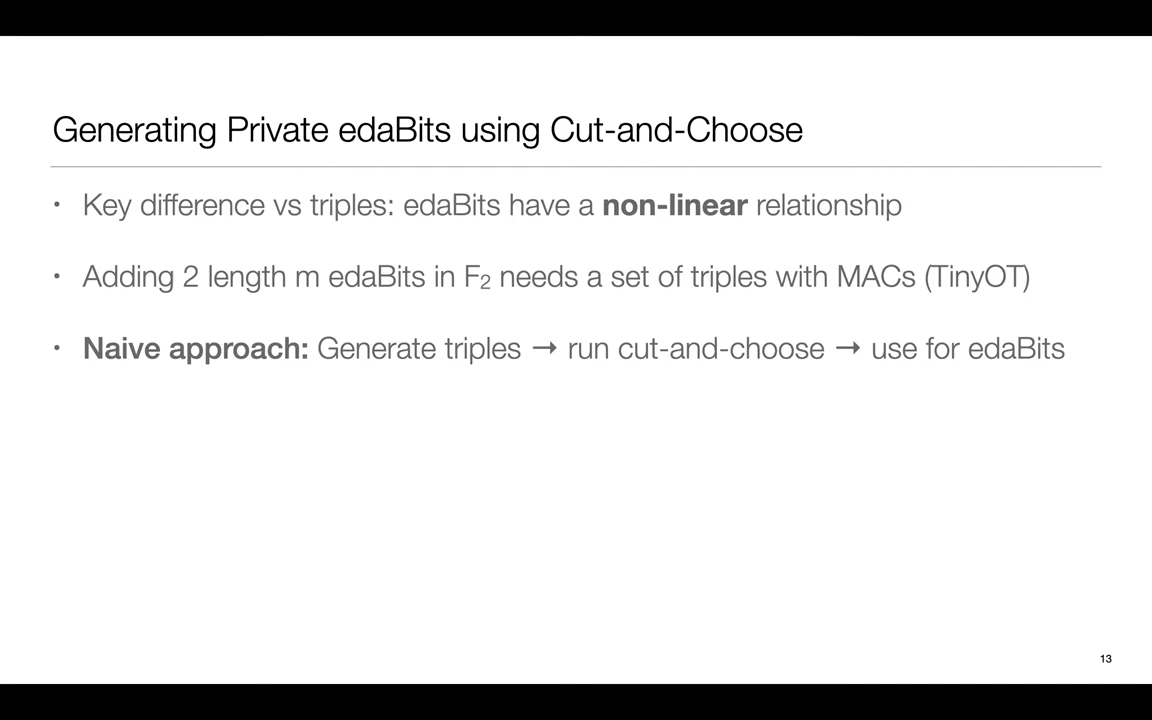 Generating Private edaBits using Cut-and-Choose
• Key difference vs triples: edaBits have a non-linear relationship
• Adding 2 length m edaBits in F₂ needs a set of triples with MACs (TinyOT)
• Naive approach: Generate triples → run cut-and-choose → use for edaBits
13